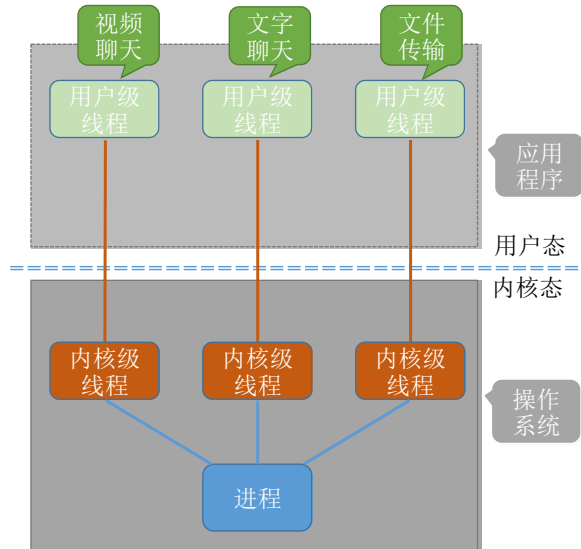 视频
聊天
文字
聊天
文件
传输
用户级
线程
用户级
线程
用户级
线程
应用
程序
用户态
内核态
内核级
线程
内核级
线程
内核级
线程
操作
系统
进程